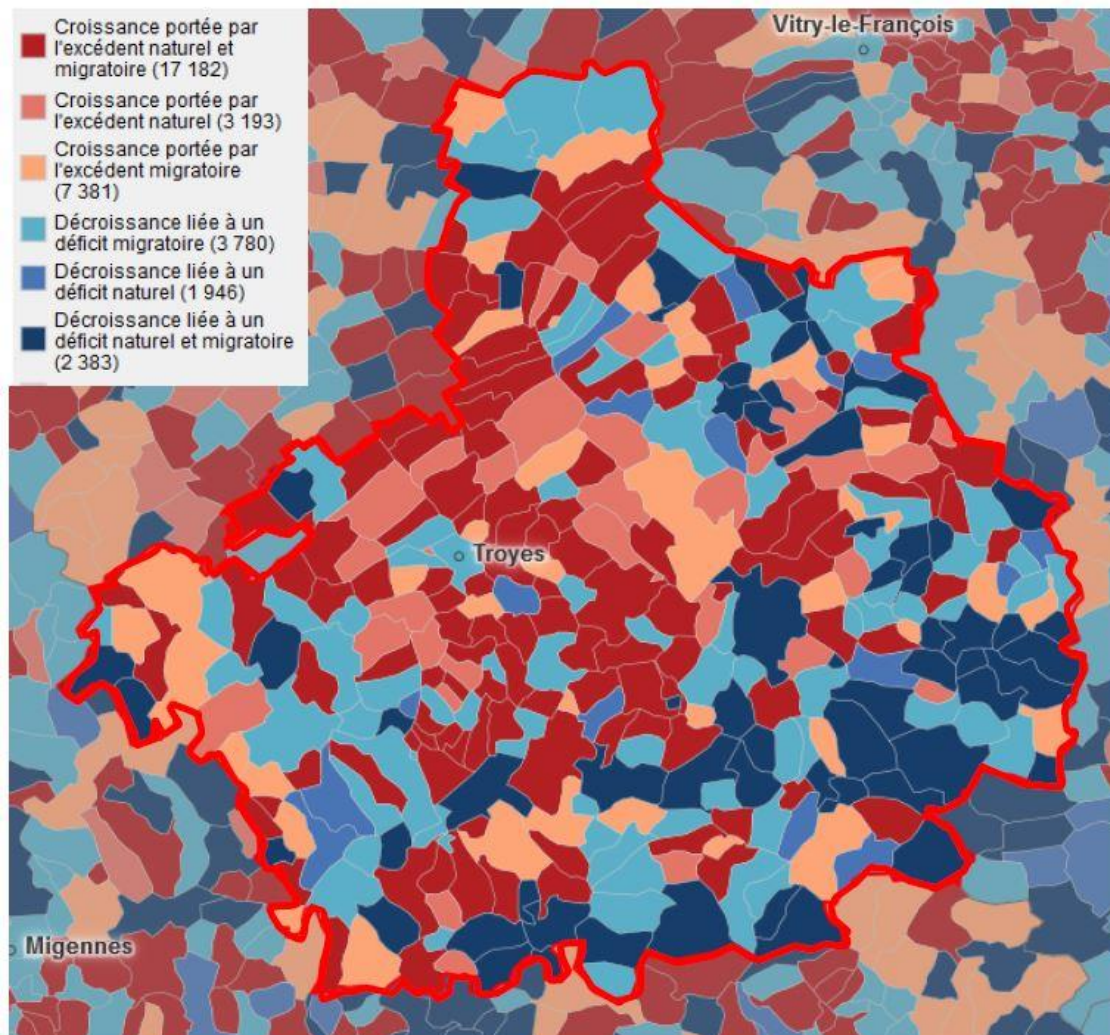 Croissance portée par
l'excédent naturel et
migratoire (17 182)
Croissance portée par
l'excédent naturel (3 193)
Croissance portée par
l'excédent migratoire
(7 381)
Décroissance liée à un
déficit migratoire (3 780)
Décroissance liée à un
déficit naturel (1 946)
Décroissance liée à un
déficit naturel et migratoire
(2 383)
Vitry-le-François
Troyes
Migennes